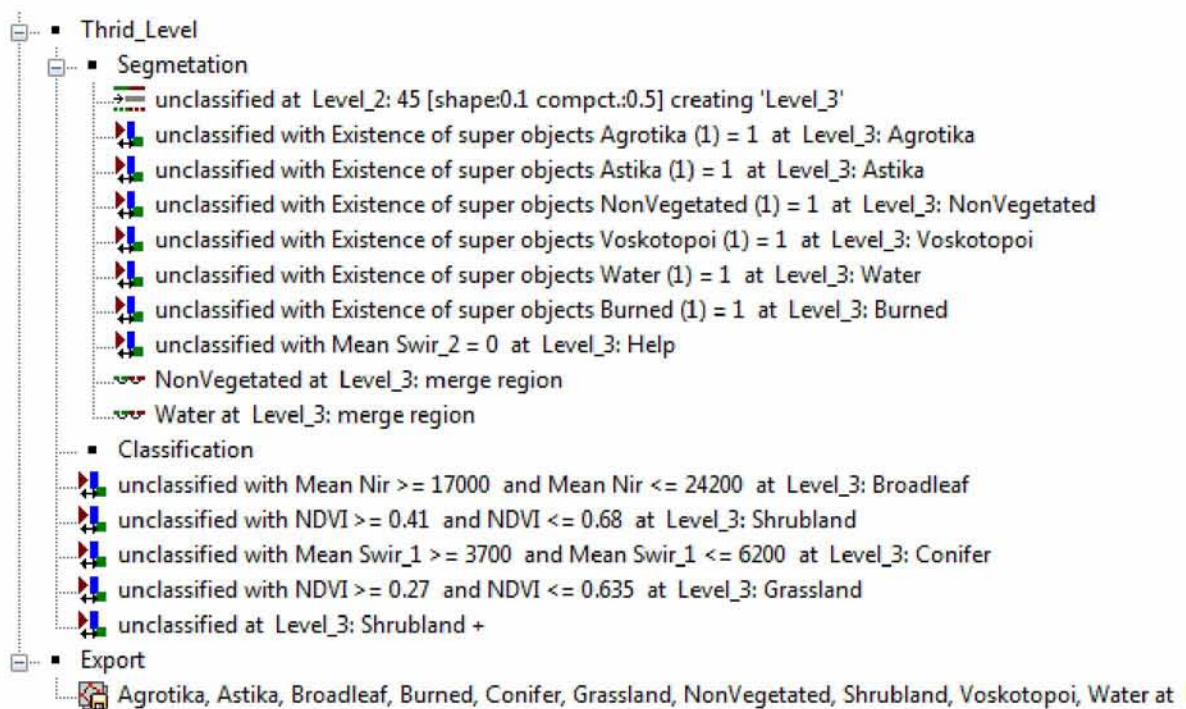 Thrid_Level
Segmetation
unclassified at Level_2: 45 [shape:0.1 compct.:0.5] creating 'Level_3'
unclassified with Existence of super objects Agrotika (1) = 1 at Level_3: Agrotika
unclassified with Existence of super objects Astika (1) = 1 at Level_3: Astika
unclassified with Existence of super objects NonVegetated (1) = 1 at Level_3: NonVegetated
unclassified with Existence of super objects Voskotopoi (1) = 1 at Level_3: Voskotopoi
unclassified with Existence of super objects Water (1) = 1 at Level_3: Water
unclassified with Existence of super objects Burned (1) = 1 at Level_3: Burned
unclassified with Mean Swir_2 = 0 at Level_3: Help
NonVegetated at Level_3: merge region
Water at Level_3: merge region
Classification
unclassified with Mean Nir >= 17000 and Mean Nir <= 24200 at Level_3: Broadleaf
unclassified with NDVI >= 0.41 and NDVI <= 0.68 at Level_3: Shrubland
unclassified with Mean Swir_1 >= 3700 and Mean Swir_1 <= 6200 at Level_3: Conifer
unclassified with NDVI >= 0.27 and NDVI <= 0.635 at Level_3: Grassland
unclassified at Level_3: Shrubland +
Export
Agrotika, Astika, Broadleaf, Burned, Conifer, Grassland, NonVegetated, Shrubland, Voskotopoi, Water at